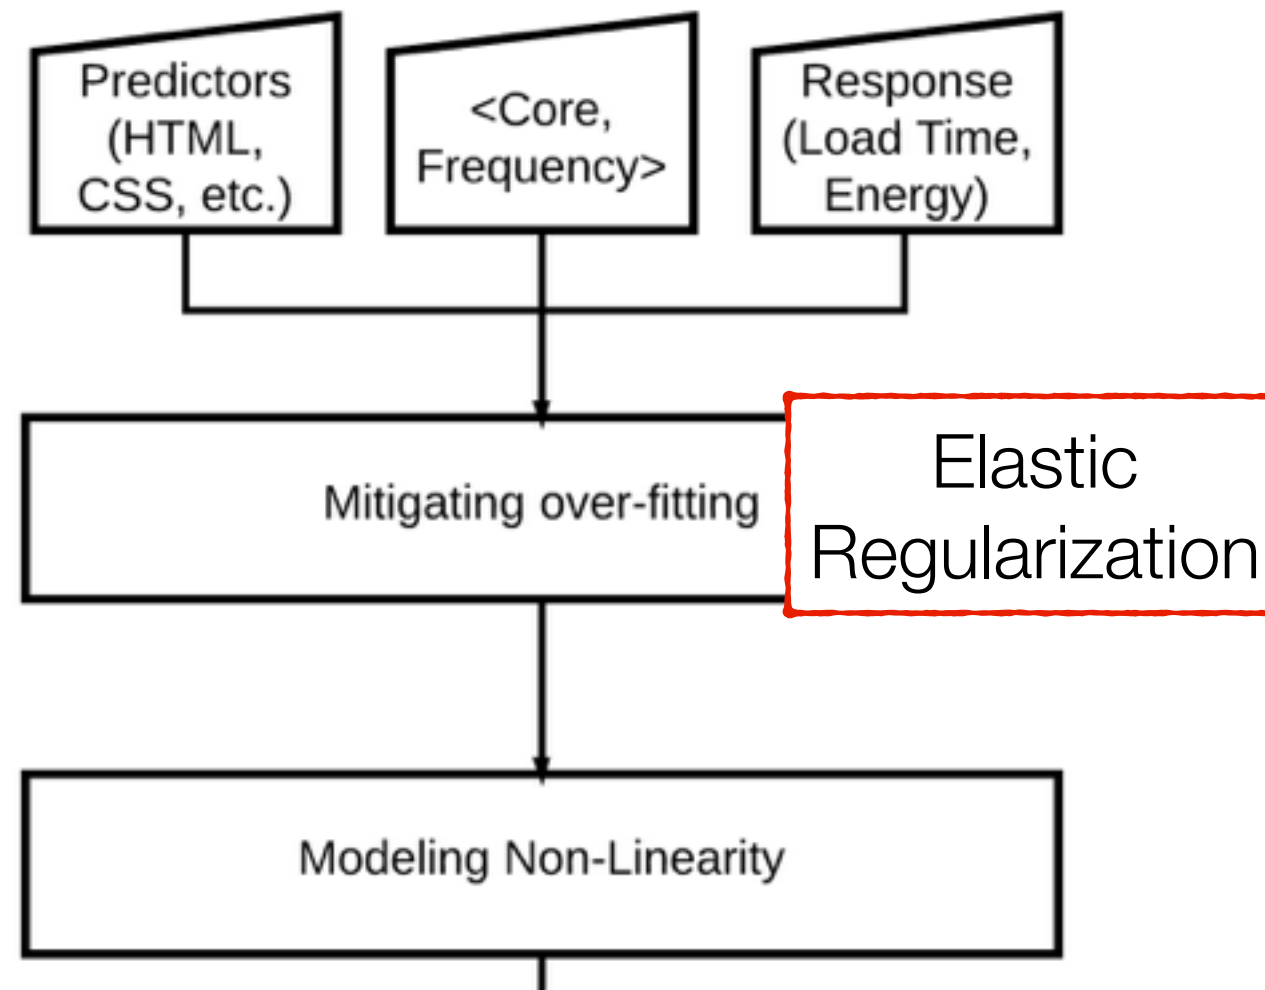 Predictors
(HTML,
CSS, etc.)
<Core,
Frequency>
Response
(Load Time,
Energy)
Mitigating over-fitting
Elastic
Regularization
Modeling Non-Linearity